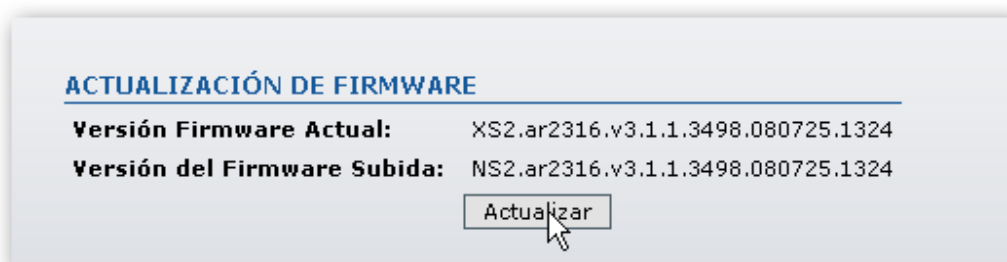 ACTUALIZACIÓN DE FIRMWARE
Versión Firmware Actual: XS2.ar2316.v3.1.1.3498.080725.1324
Versión del Firmware Subida: NS2.ar2316.v3.1.1.3498.080725.1324
Actualizar